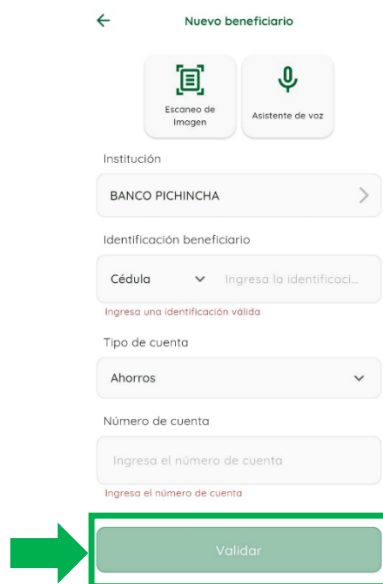 Nuevo beneficiario
Escaneo de
Imagen
Asistente de voz
Institución
BANCO PICHINCHA
Identificación beneficiario
Cédula
Ingresa la identificaci...
Ingresa una identificación válida
Tipo de cuenta
Ahorros
Número de cuenta
Ingresa el número de cuenta
Ingresa el número de cuenta
Validar